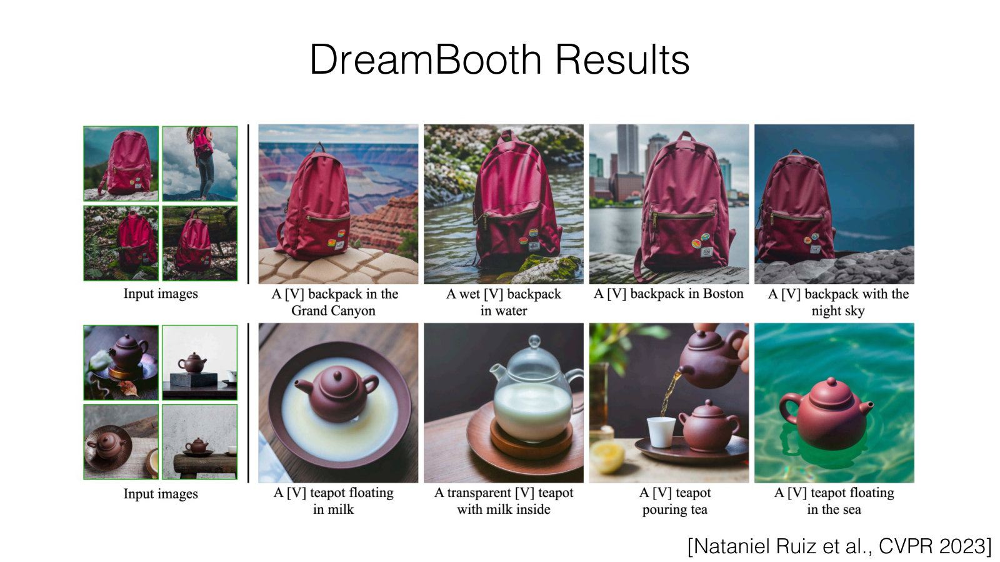 DreamBooth Results
Input images
A [V] backpack in the
Grand Canyon
A wet [V] backpack
in water
A [V] backpack in Boston
A [V] backpack with the
night sky
Input images
A [V] teapot floating
in milk
A transparent [V] teapot
with milk inside
A [V] teapot
pouring tea
A [V] teapot floating
in the sea
[Nataniel Ruiz et al., CVPR 2023]